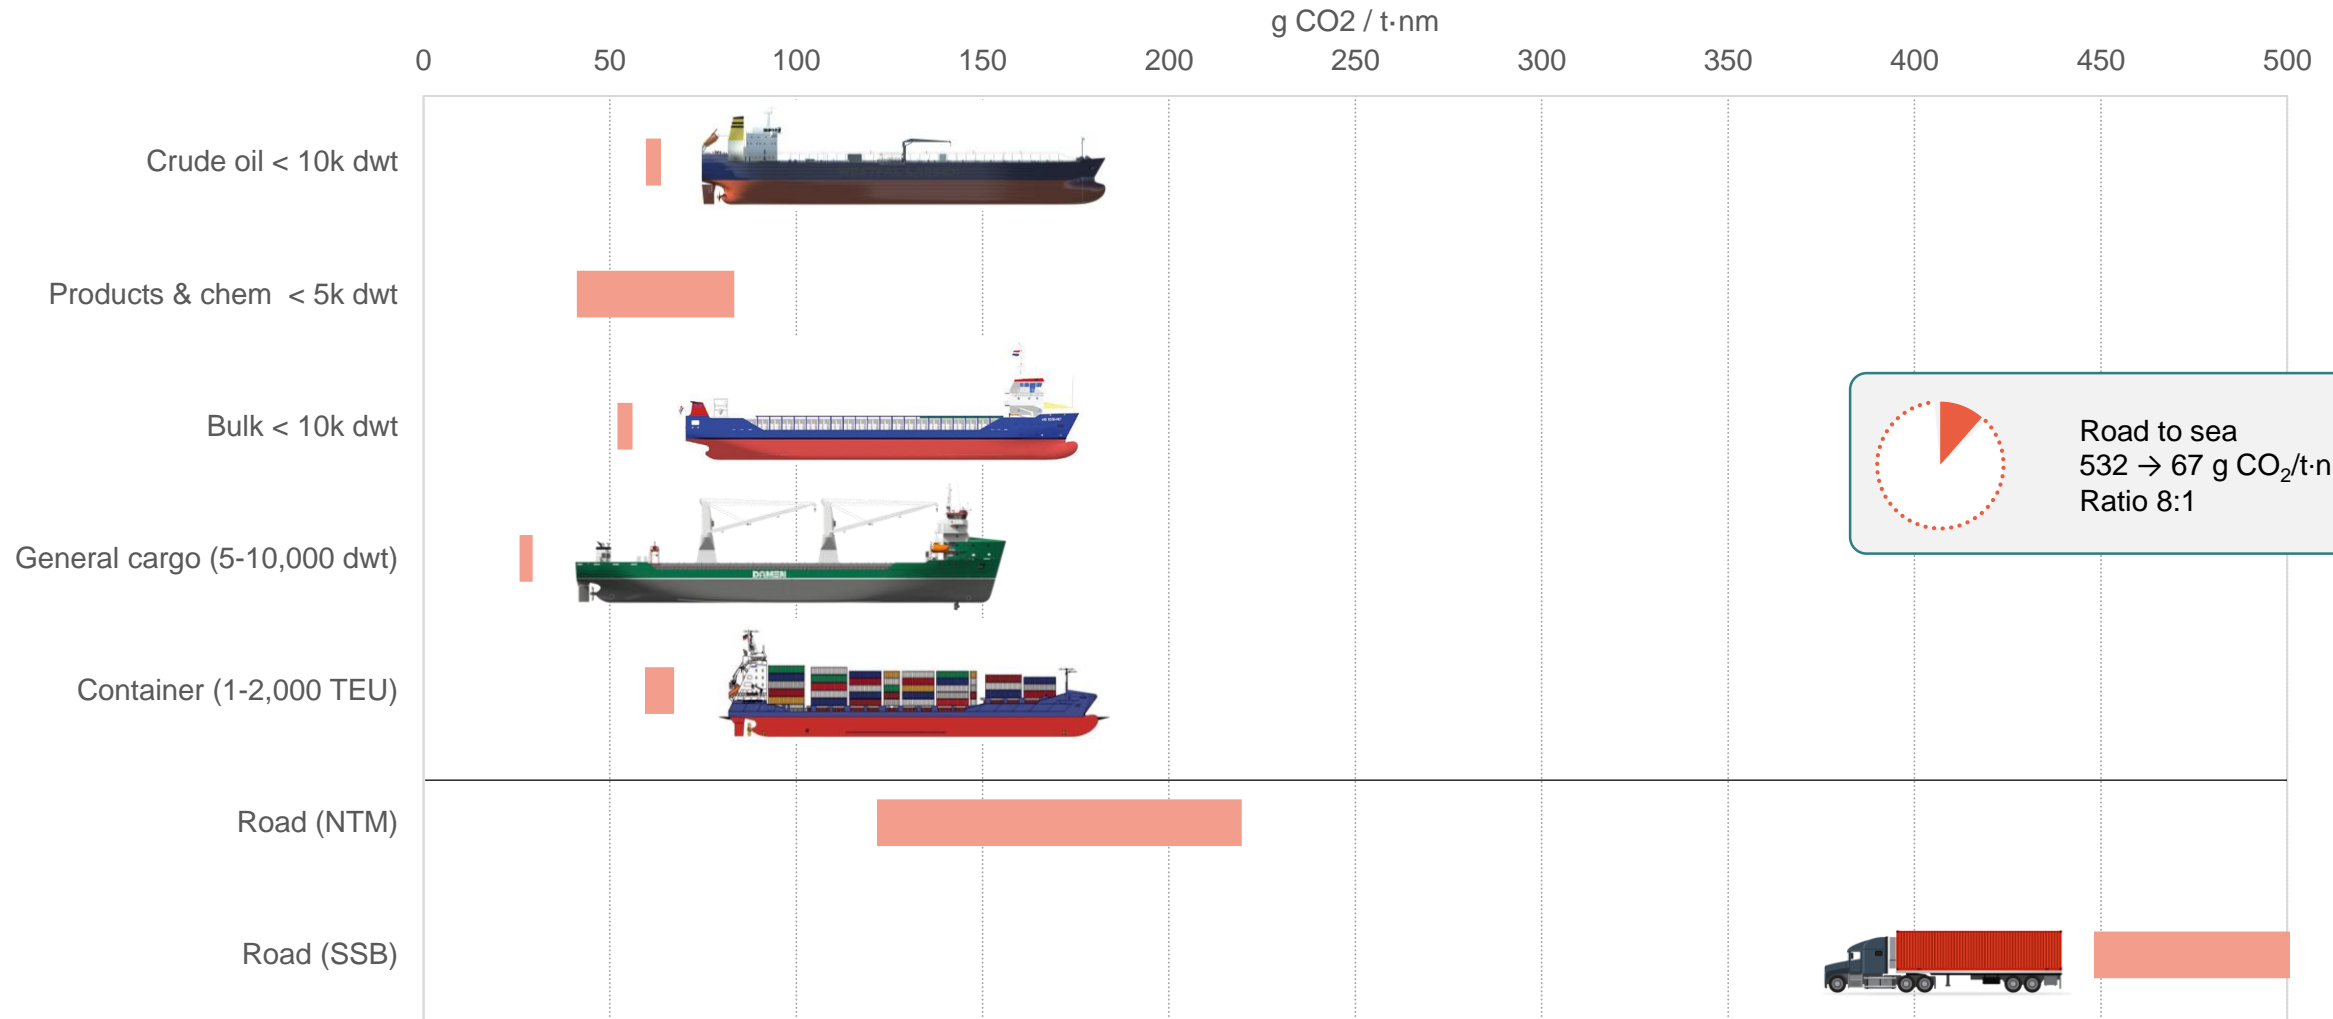 g CO2 / t·nm
0 50 100 150 200 250 300 350 400 450 500
Crude oil < 10k dwt
Products & chem  < 5k dwt
Bulk < 10k dwt
Road to sea
532 → 67 g CO₂/t·n
Ratio 8:1
General cargo (5-10,000 dwt)
DAMEN
Container (1-2,000 TEU)
Road (NTM)
Road (SSB)